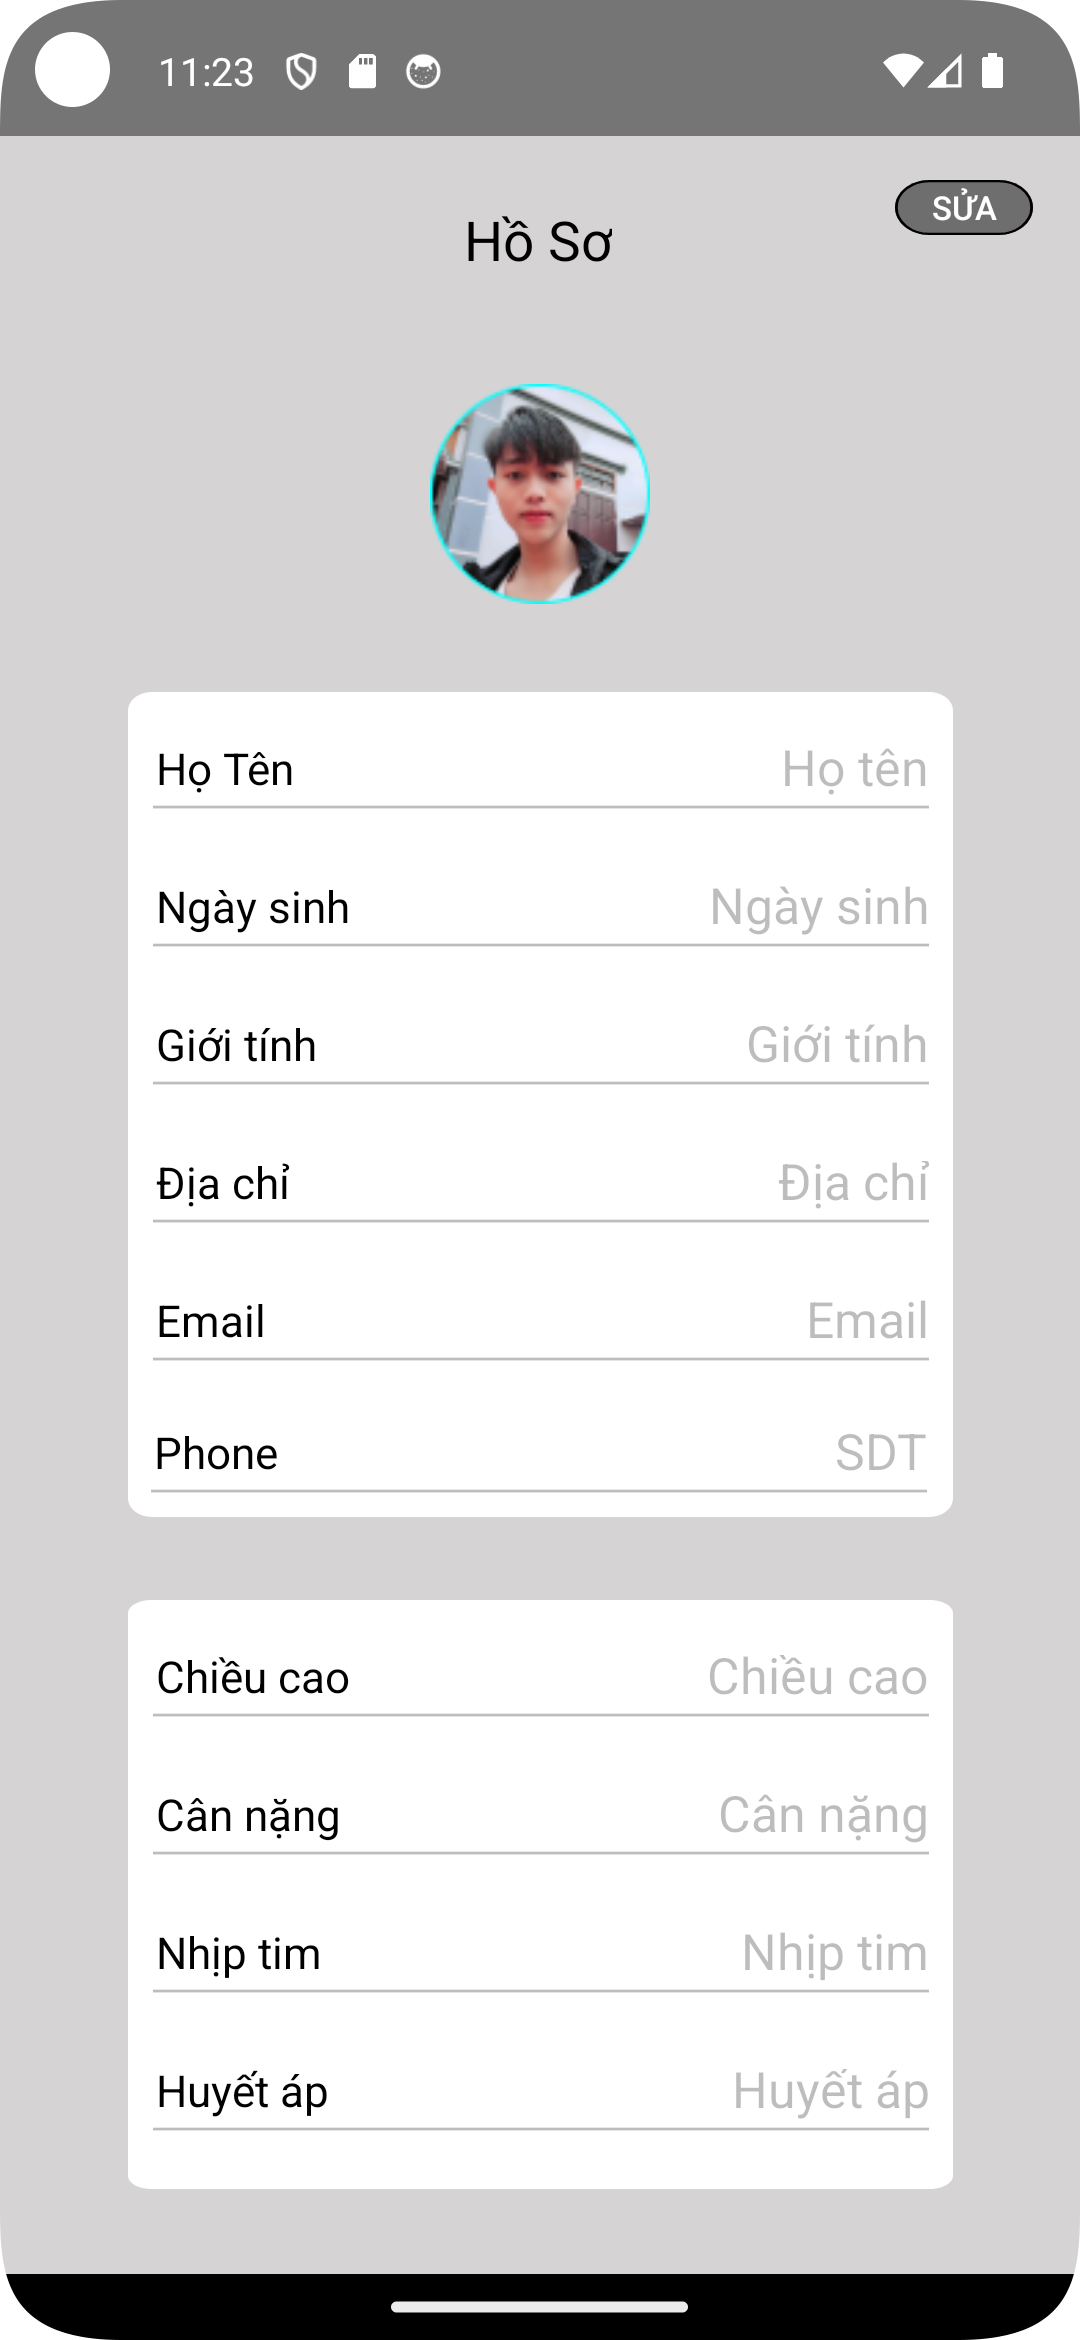 11:23
SỬA
Hồ Sơ
Họ Tên Họ tên
Ngày sinh Ngày sinh
Giới tính Giới tính
Địa chỉ Địa chỉ
Email Email
Phone SDT
Chiều cao Chiều cao
Cân nặng Cân nặng
Nhịp tim Nhịp tim
Huyết áp Huyết áp